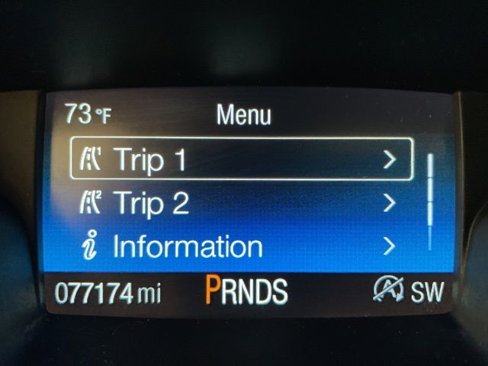 73°F Menu
Trip 1
Trip 2
Information
077174 mi PRNDS SW